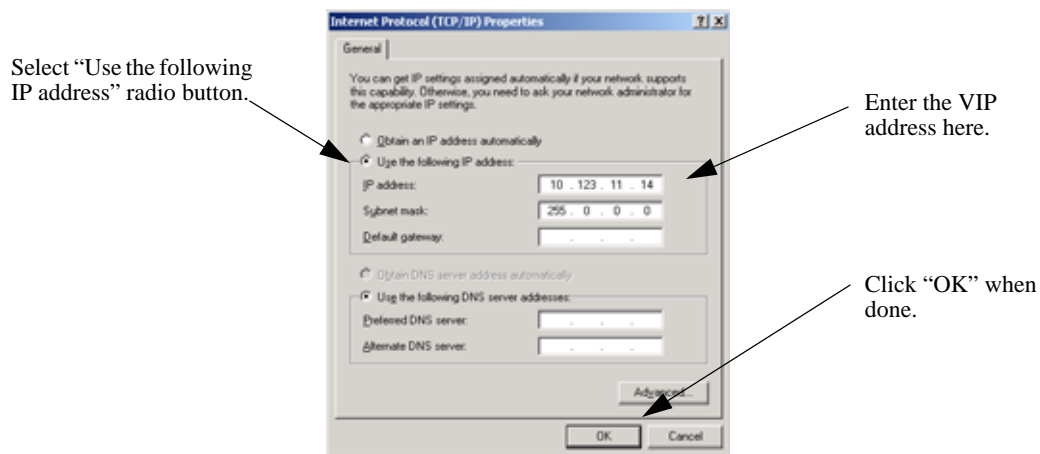 Internet Protocol (TCP/IP) Properties
General
You can get IP settings assigned automatically if your network supports
this capability. Otherwise, you need to ask your network administrator for
the appropriate IP settings.
Select “Use the following
IP address” radio button.
Enter the VIP
address here.
Obtain an IP address automatically
Use the following IP address:
IP address: 10 . 123 . 11 . 14
Subnet mask: 255 . 0 . 0 . 0
Default gateway: . . .
Obtain DNS server address automatically
Use the following DNS server addresses:
Preferred DNS server: . . .
Alternate DNS server: . . .
Click “OK” when
done.
Advanced...
OK Cancel